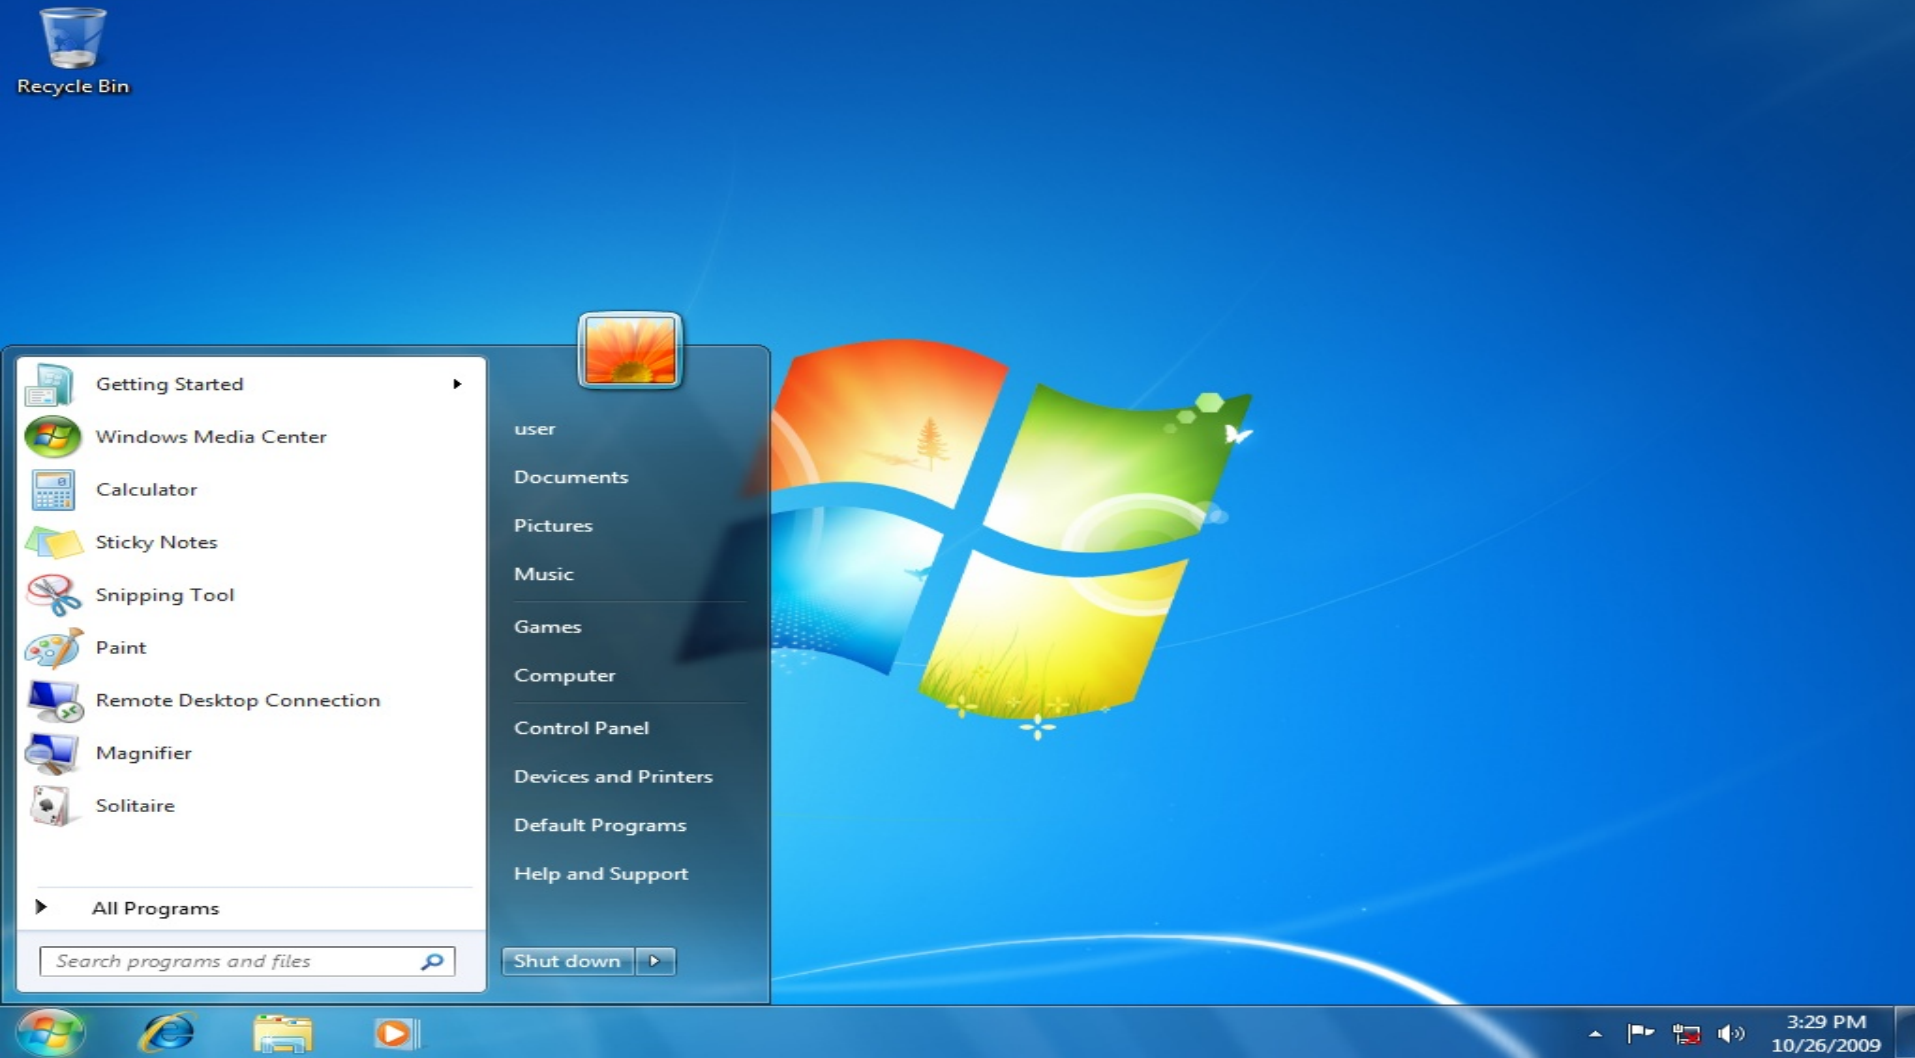 Recycle Bin
Getting Started
Windows Media Center
Calculator
Sticky Notes
Snipping Tool
Paint
Remote Desktop Connection
Magnifier
Solitaire
All Programs
Search programs and files
user
Documents
Pictures
Music
Games
Computer
Control Panel
Devices and Printers
Default Programs
Help and Support
Shut down
3:29 PM
10/26/2009